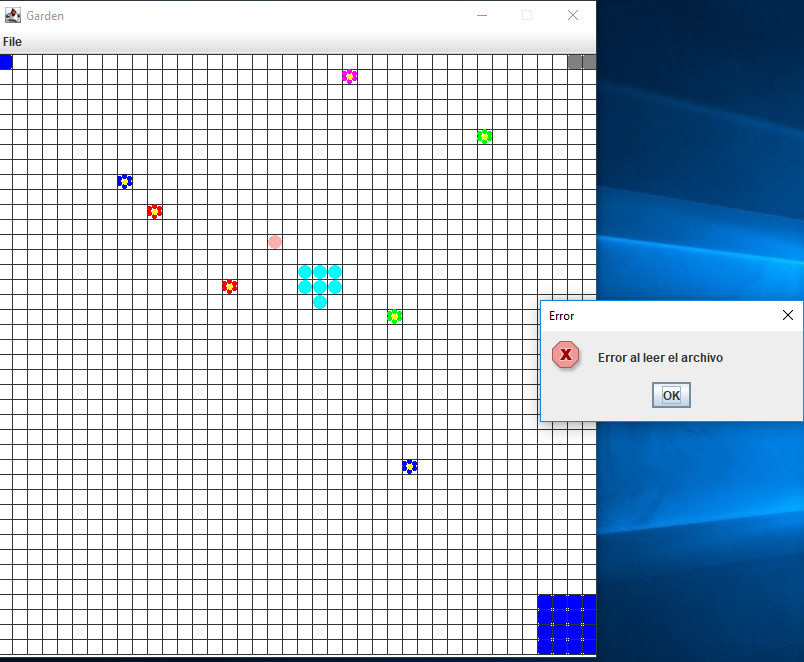 Garden
File
Error
Error al leer el archivo
OK